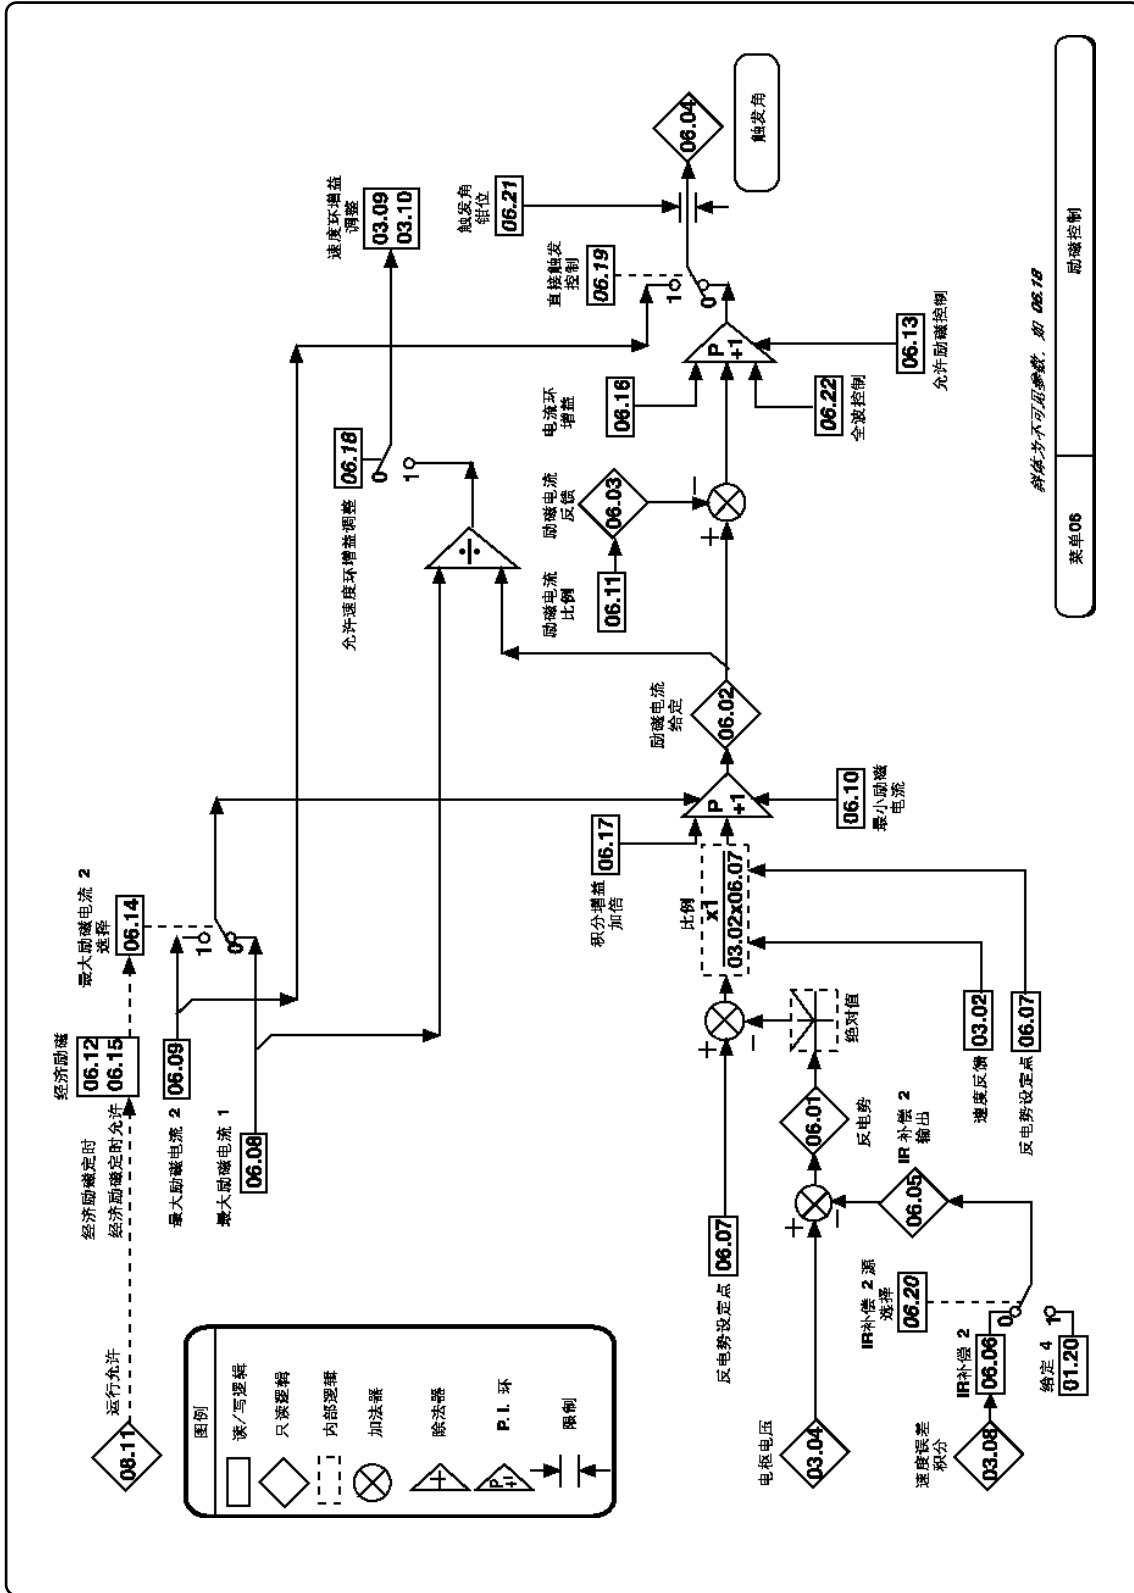 08.11
运行允许
经济励磁定时
经济励磁定时允许
经济励磁
06.12
06.15
最大励磁电流 2
选择
06.14
最大励磁电流 2
06.09
最大励磁电流 1
06.08
1
0
允许速度环增益调整
06.18
0
1
÷
速度环增益
调整
03.09
03.10
图例
读/写逻辑
只读逻辑
内部逻辑
加法器
除法器
P. I. 环
限制
反电势设定点
06.07
+
−
比例
x1
03.02x06.07
积分增益
加倍
06.17
P
+1
06.10
最小励磁
电流
励磁电流
给定
06.02
励磁电流
比例
06.11
励磁电流
反馈
06.03
+
−
电流环
增益
06.16
P
+1
06.22
全波控制
06.13
允许励磁控制
直接触发
控制
06.19
1
0
触发角
钳位
06.21
06.04
触发角
电枢电压
03.04
+
−
06.01
反电势
绝对值
IR 补偿 2
输出
06.05
IR补偿 2 源
选择
06.20
速度误差
积分
03.08
IR补偿 2
06.06
0
给定 4
01.20
1
03.02
速度反馈
06.07
反电势设定点
斜体为不可用参数，如 06.18
菜单06
励磁控制